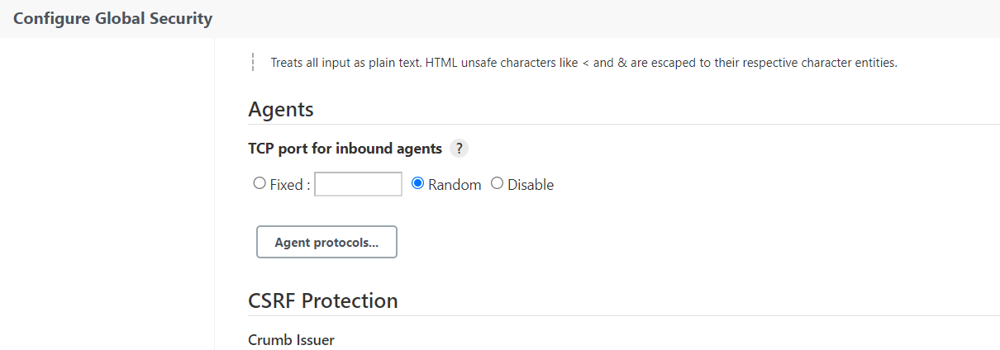 Configure Global Security
Treats all input as plain text. HTML unsafe characters like < and & are escaped to their respective character entities.
Agents
TCP port for inbound agents ?
Fixed : Random Disable
Agent protocols...
CSRF Protection
Crumb Issuer